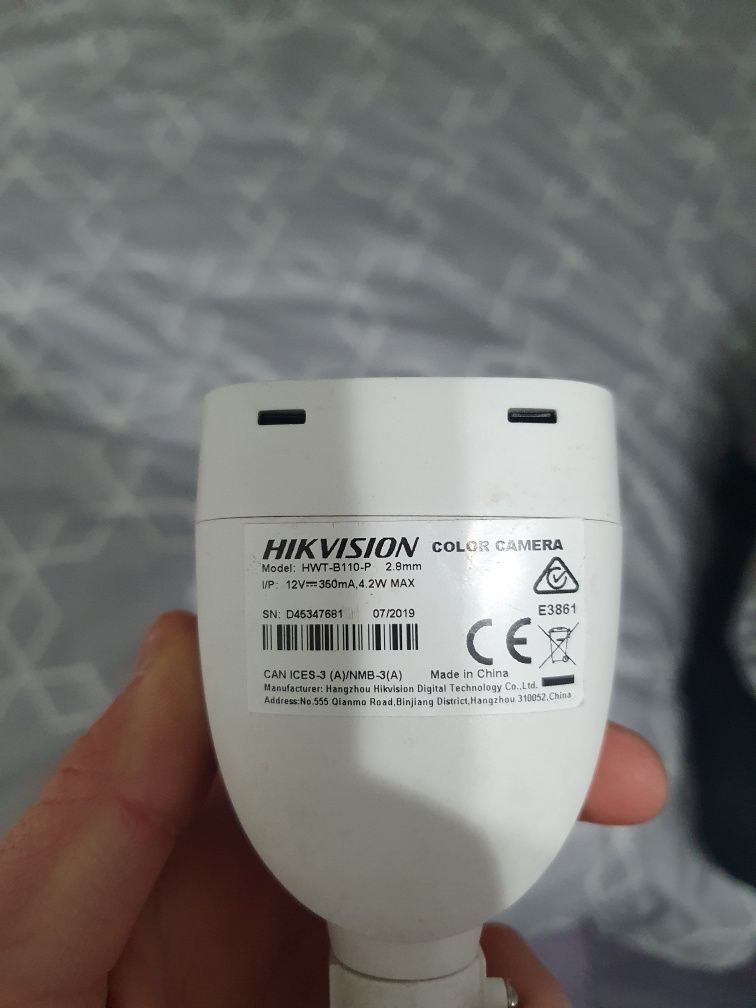 HIKVISION COLOR CAMERA
Model: HWT-B110-P 2.8mm
I/P: 12V⎓350mA,4.2W MAX
SN: D45347681 07/2019
E3861
CE
CAN ICES-3 (A)/NMB-3(A) Made in China
Manufacturer: Hangzhou Hikvision Digital Technology Co.,Ltd.
Address:No.555 Qianmo Road,Binjiang District,Hangzhou 310052,China